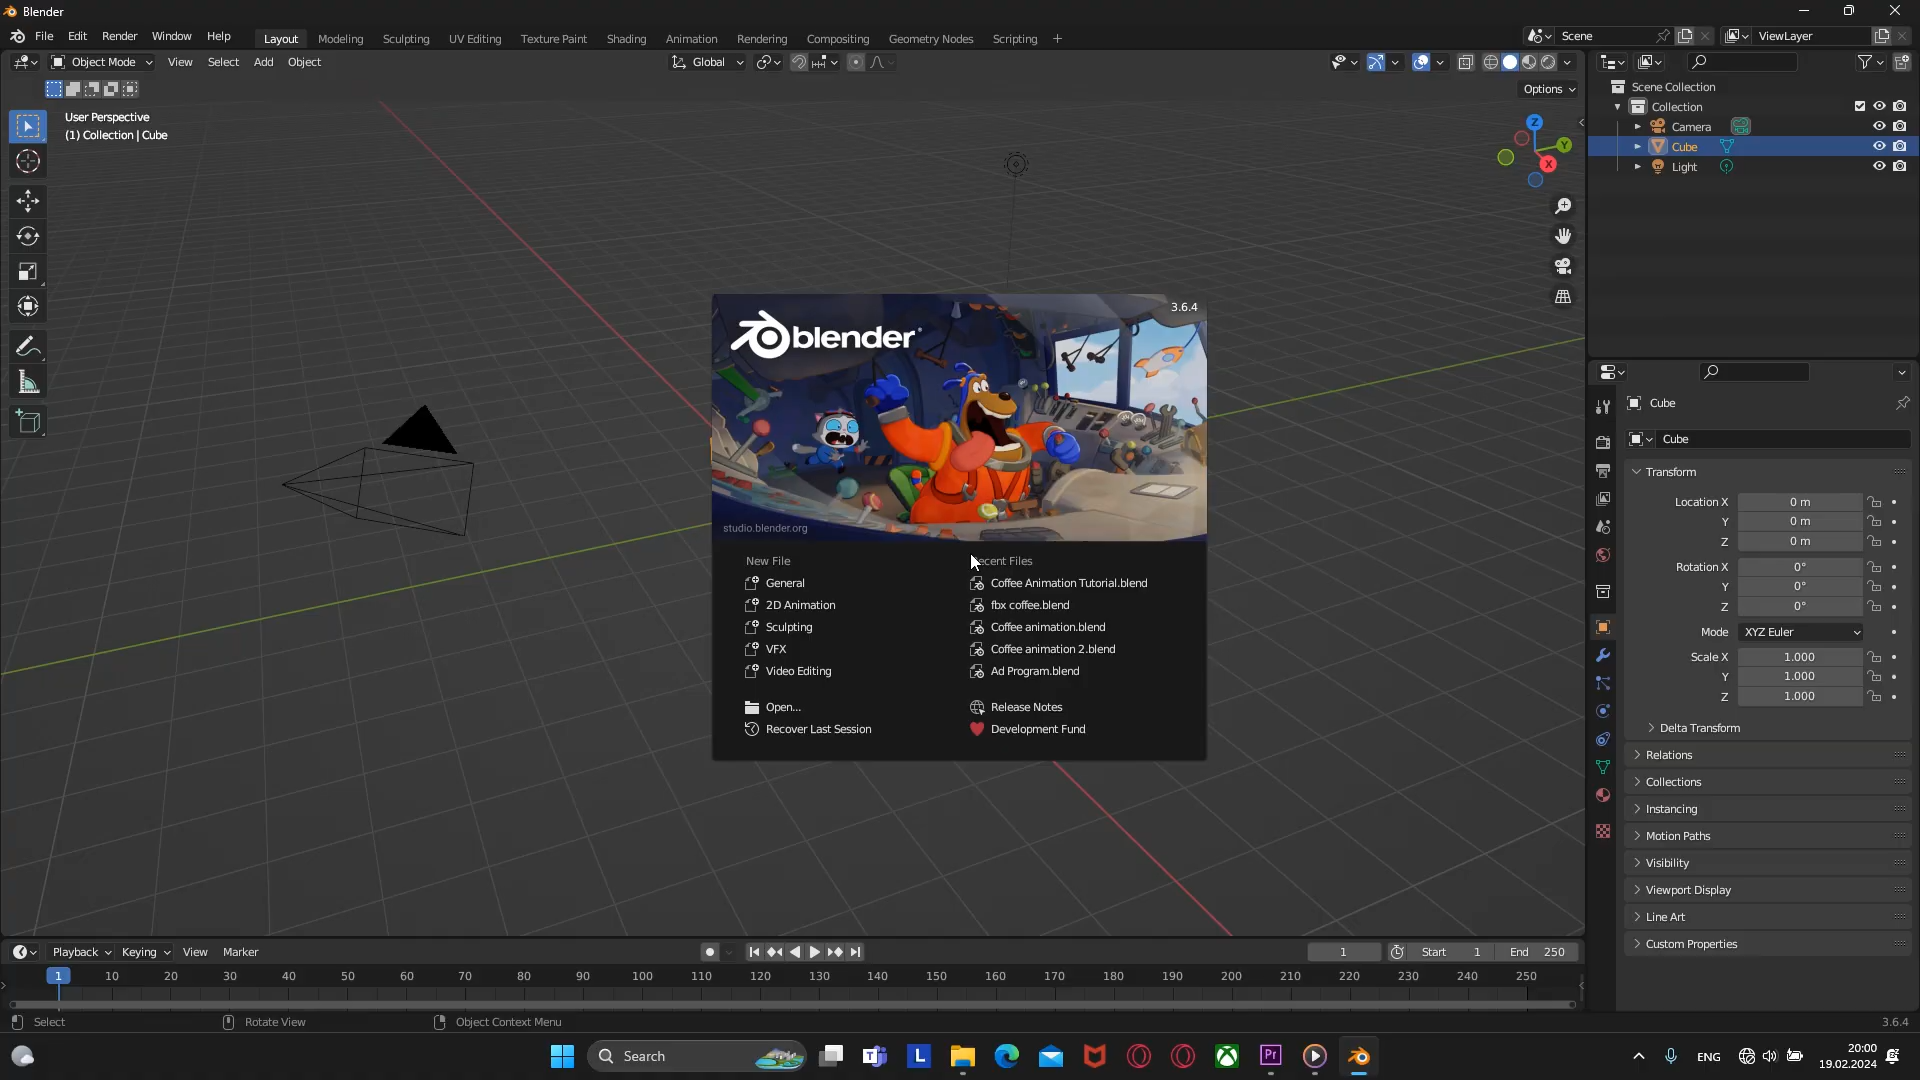 Blender
File Edit Render Window Help
Layout Modeling Sculpting UV Editing Texture Paint Shading Animation Rendering Compositing Geometry Nodes Scripting +
Scene
ViewLayer
Object Mode View Select Add Object
Global
Options
User Perspective
(1) Collection | Cube
Z
Y
X
Scene Collection
Collection
Camera
Cube
Light
3.6.4
blender
studio.blender.org
New File
General
2D Animation
Sculpting
VFX
Video Editing
Open...
Recover Last Session
ecent Files
Coffee Animation Tutorial.blend
fbx coffee.blend
Coffee animation.blend
Coffee animation 2.blend
Ad Program.blend
Release Notes
Development Fund
Cube
Cube
Transform
Location X 0 m
Y 0 m
Z 0 m
Rotation X 0°
Y 0°
Z 0°
Mode XYZ Euler
Scale X 1.000
Y 1.000
Z 1.000
Delta Transform
Relations
Collections
Instancing
Motion Paths
Visibility
Viewport Display
Line Art
Custom Properties
Playback Keying View Marker
1 Start 1 End 250
1 10 20 30 40 50 60 70 80 90 100 110 120 130 140 150 160 170 180 190 200 210 220 230 240 250
Select Rotate View Object Context Menu 3.6.4
Search
L
Pr
ENG
20:00
19.02.2024